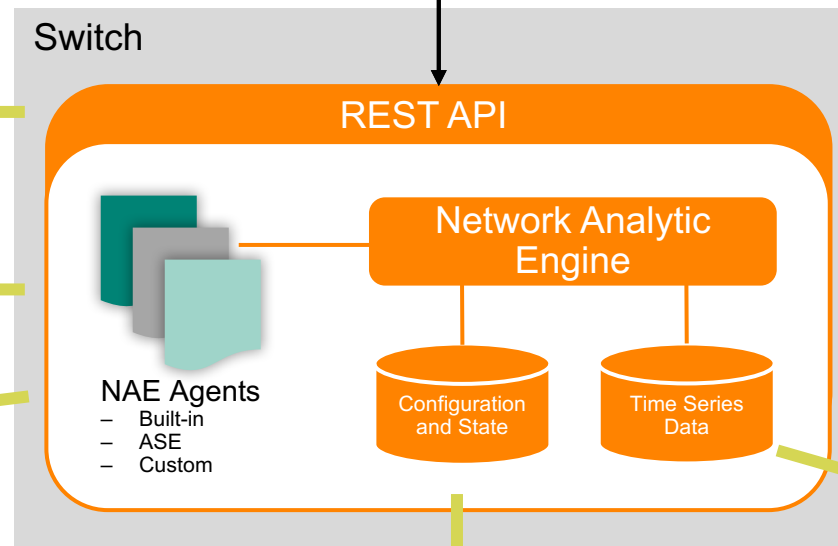 Switch
REST API
Network Analytic
Engine
NAE Agents
– Built-in
– ASE
– Custom
Configuration
and State
Time Series
Data